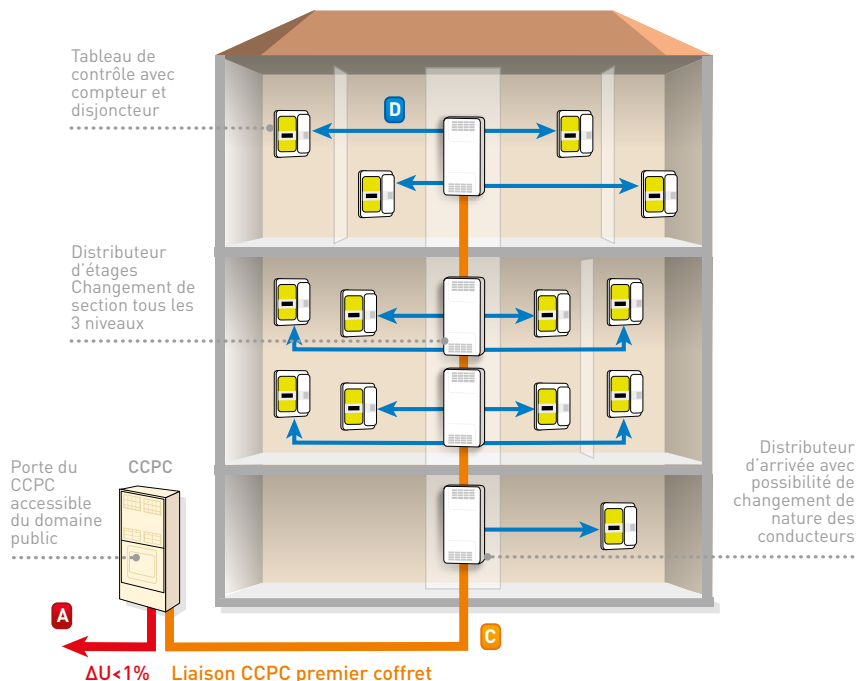 Tableau de
contrôle avec
compteur et
disjoncteur
D
Distributeur
d'étages
Changement de
section tous les
3 niveaux
Porte du
CCPC
accessible
du domaine
public
CCPC
Distributeur
d'arrivée avec
possibilité de
changement de
nature des
conducteurs
A
C
ΔU<1% Liaison CCPC premier coffret